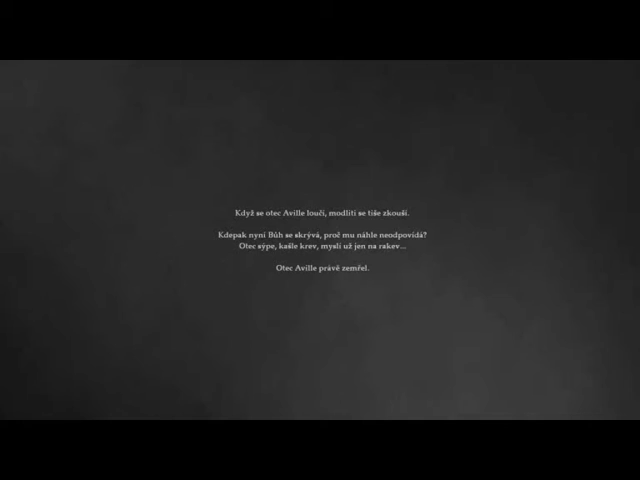 Když se otec Aville loučí, modliti se tiše zkouší.
Kdepak nyní Bůh se skrývá, proč mu náhle neodpovídá?
Otec sýpe, kašle krev, myslí už jen na rakev...
Otec Aville právě zemřel.